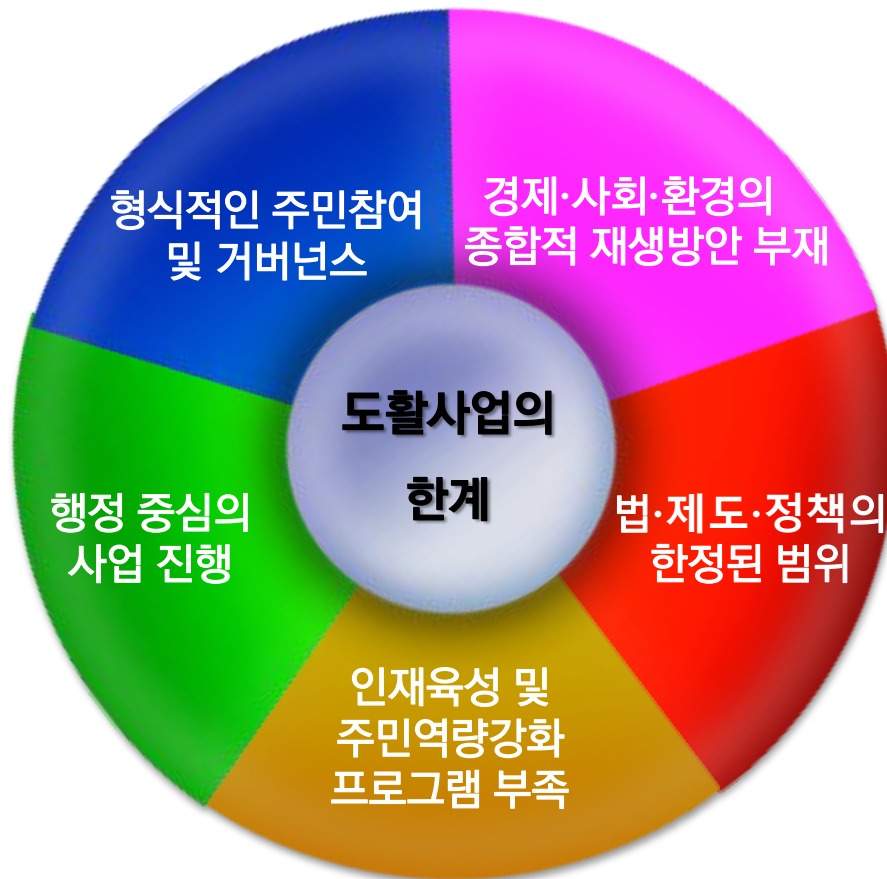 형식적인 주민참여
및 거버넌스
경제·사회·환경의
종합적 재생방안 부재
도활사업의
한계
행정 중심의
사업 진행
법·제도·정책의
한정된 범위
인재육성 및
주민역량강화
프로그램 부족